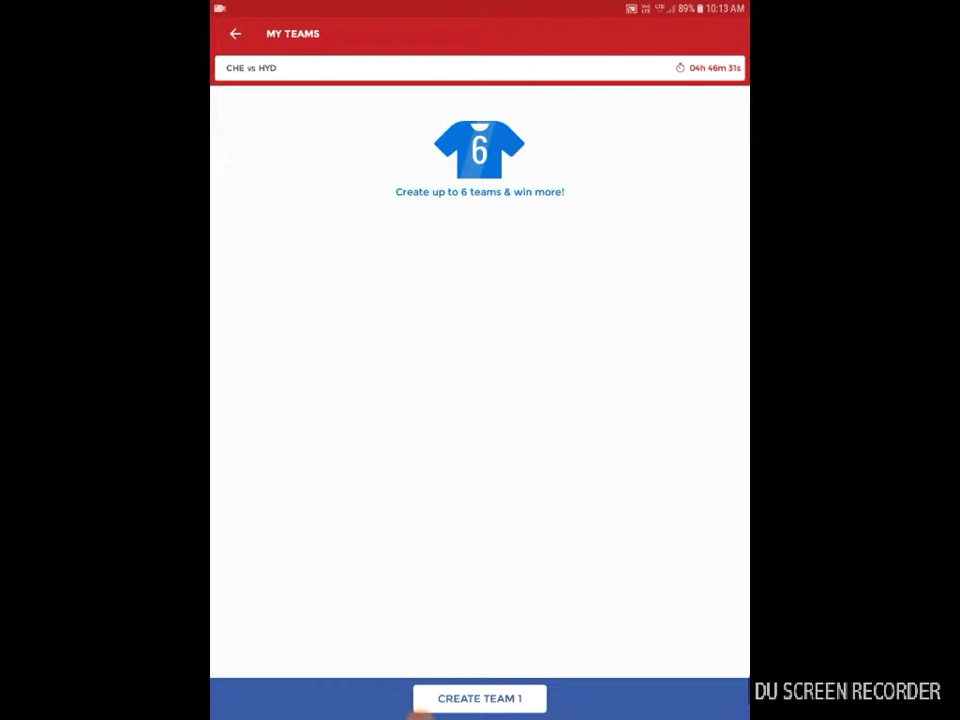 89% 10:13 AM
MY TEAMS
CHE vs HYD 04h 46m 31s
6
Create up to 6 teams & win more!
CREATE TEAM 1
DU SCREEN RECORDER